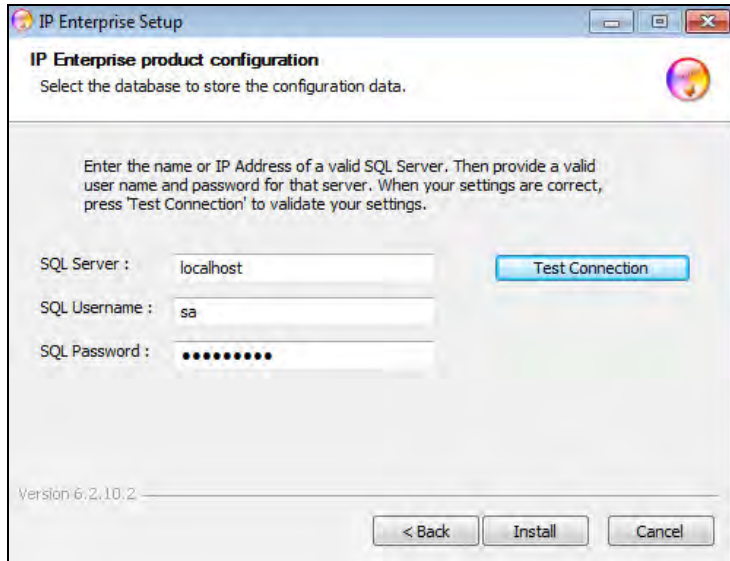 IP Enterprise Setup
IP Enterprise product configuration
Select the database to store the configuration data.
Enter the name or IP Address of a valid SQL Server. Then provide a valid
user name and password for that server. When your settings are correct,
press 'Test Connection' to validate your settings.
SQL Server : localhost Test Connection
SQL Username : sa
SQL Password : •••••••••
Version 6.2.10.2
< Back Install Cancel